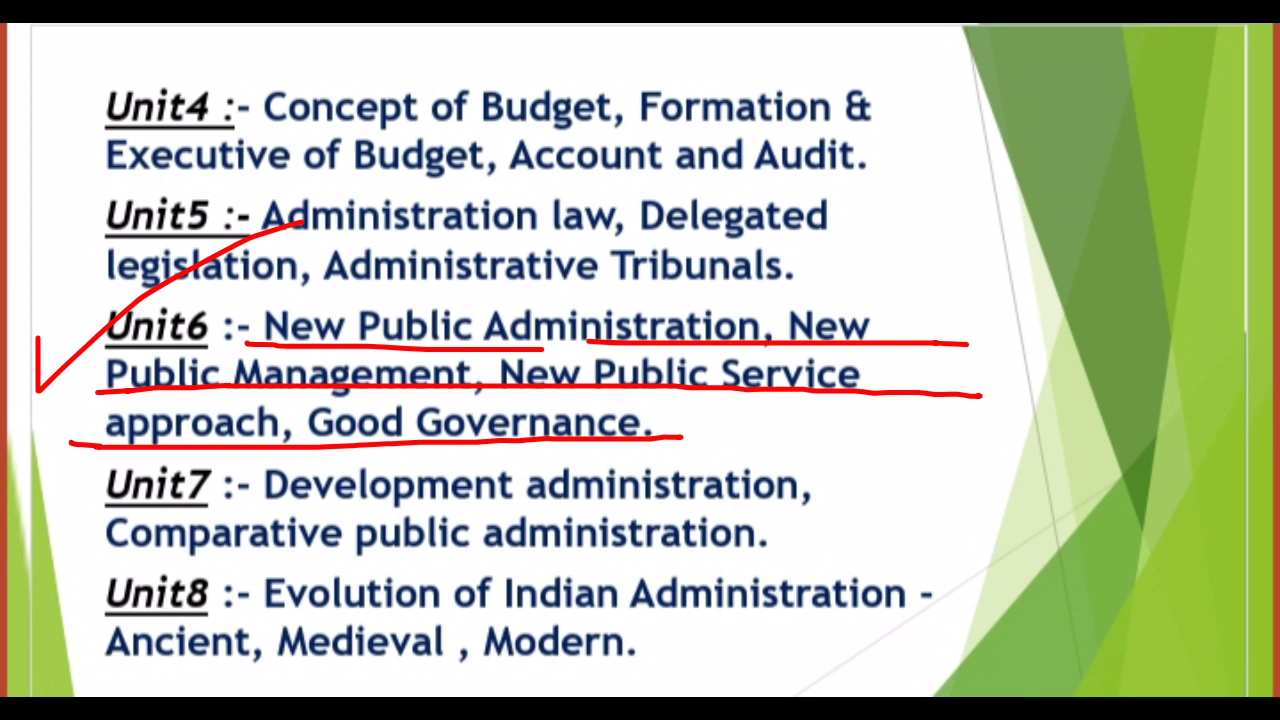 Unit4 :- Concept of Budget, Formation &
Executive of Budget, Account and Audit.
Unit5 :- Administration law, Delegated
legislation, Administrative Tribunals.
Unit6 :- New Public Administration, New
Public Management, New Public Service
approach, Good Governance.
Unit7 :- Development administration,
Comparative public administration.
Unit8 :- Evolution of Indian Administration -
Ancient, Medieval , Modern.